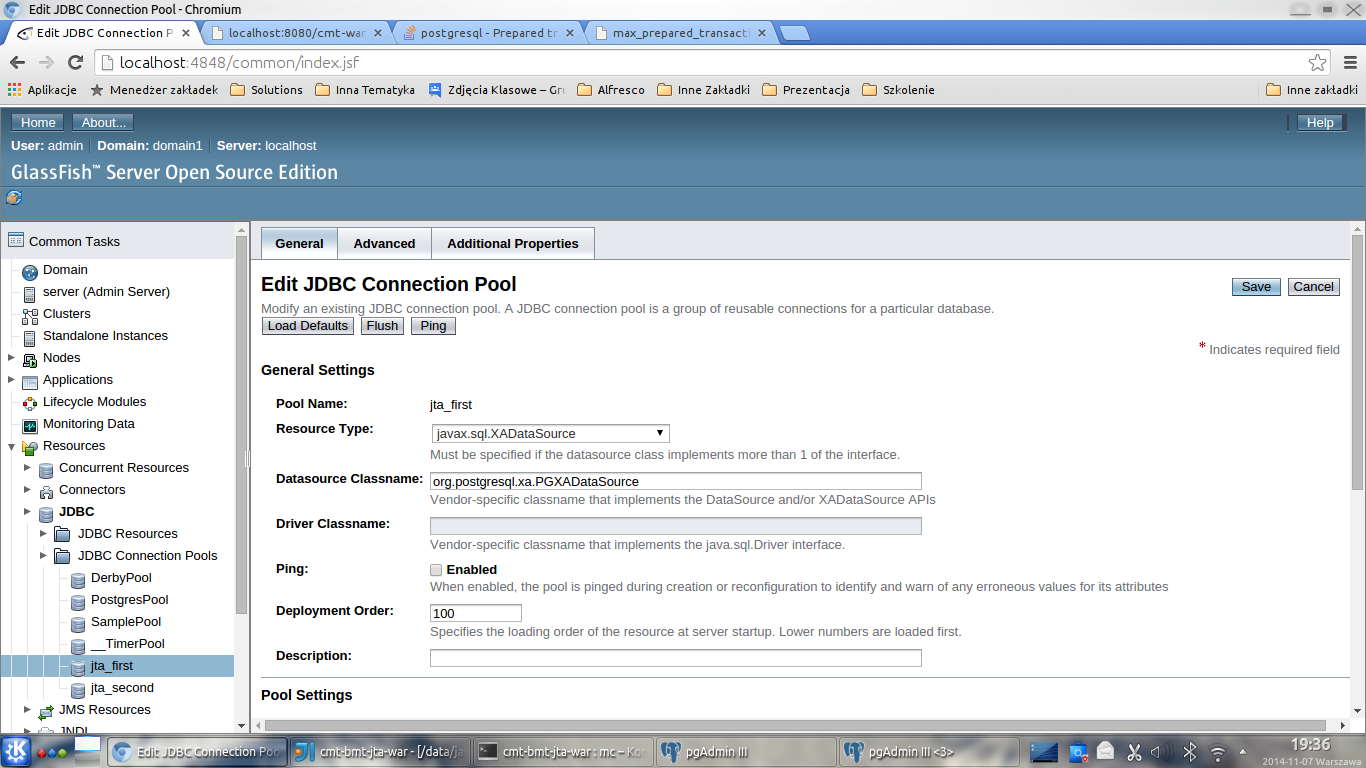 Edit JDBC Connection Pool - Chromium
Edit JDBC Connection P
localhost:8080/cmt-war
postgresql - Prepared tr
max_prepared_transacti
localhost:4848/common/index.jsf
Aplikacje
Menedżer zakładek
Solutions
Inna Tematyka
Zdjęcia Klasowe – Gru
Alfresco
Inne Zakładki
Prezentacja
Szkolenie
Inne zakładki
Home
About...
Help
User: admin
Domain: domain1
Server: localhost
GlassFish™ Server Open Source Edition
Common Tasks
Domain
server (Admin Server)
Clusters
Standalone Instances
Nodes
Applications
Lifecycle Modules
Monitoring Data
Resources
Concurrent Resources
Connectors
JDBC
JDBC Resources
JDBC Connection Pools
DerbyPool
PostgresPool
SamplePool
__TimerPool
jta_first
jta_second
JMS Resources
JNDI
General
Advanced
Additional Properties
Edit JDBC Connection Pool
Save
Cancel
Modify an existing JDBC connection pool. A JDBC connection pool is a group of reusable connections for a particular database.
Load Defaults
Flush
Ping
* Indicates required field
General Settings
Pool Name:
jta_first
Resource Type:
javax.sql.XADataSource
Must be specified if the datasource class implements more than 1 of the interface.
Datasource Classname:
org.postgresql.xa.PGXADataSource
Vendor-specific classname that implements the DataSource and/or XADataSource APIs
Driver Classname:
Vendor-specific classname that implements the java.sql.Driver interface.
Ping:
Enabled
When enabled, the pool is pinged during creation or reconfiguration to identify and warn of any erroneous values for its attributes
Deployment Order:
100
Specifies the loading order of the resource at server startup. Lower numbers are loaded first.
Description:
Pool Settings
Edit JDBC Connection Poo
cmt-bmt-jta-war - [/data/ja
cmt-bmt-jta-war : mc – Kon
pgAdmin III
pgAdmin III <3>
19:36
2014-11-07 Warszawa